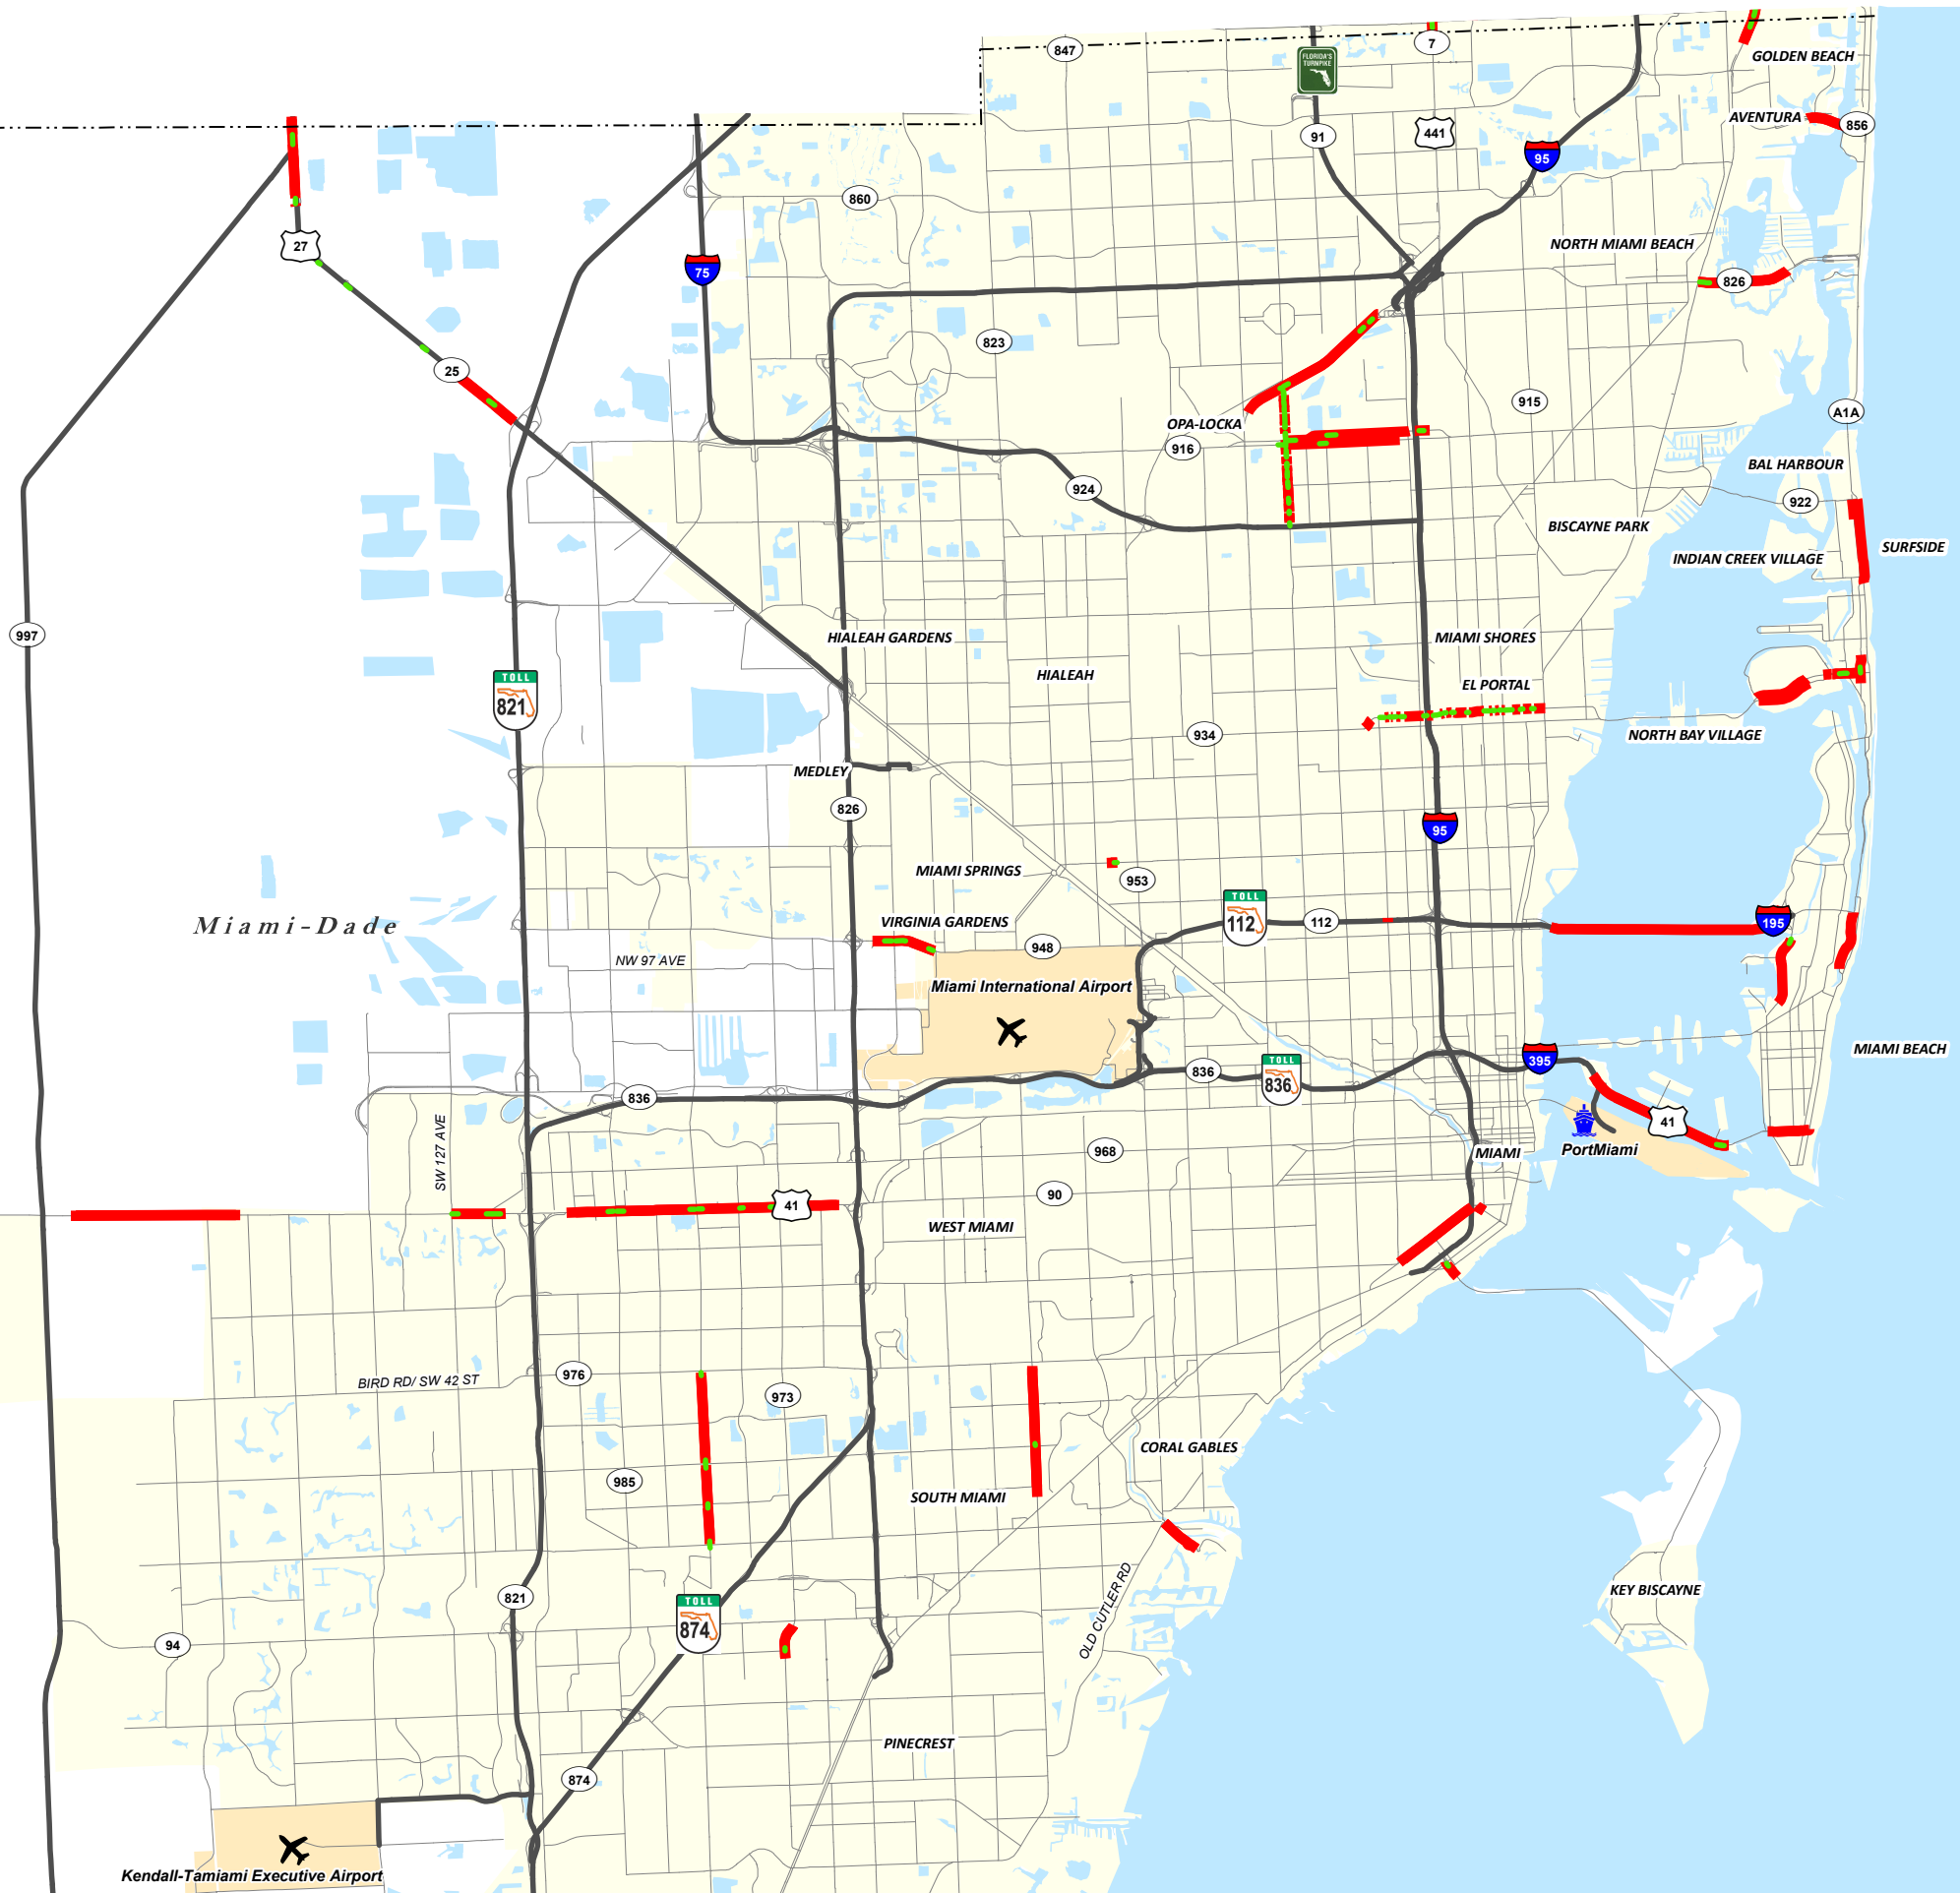 847
7
FLORIDA'S
TURNPIKE
GOLDEN BEACH
AVENTURA
856
91
441
95
860
27
75
NORTH MIAMI BEACH
826
823
25
915
A1A
OPA-LOCKA
916
BAL HARBOUR
924
922
BISCAYNE PARK
SURFSIDE
INDIAN CREEK VILLAGE
997
HIALEAH GARDENS
MIAMI SHORES
HIALEAH
TOLL
821
EL PORTAL
934
NORTH BAY VILLAGE
MEDLEY
826
95
MIAMI SPRINGS
953
Miami-Dade
VIRGINIA GARDENS
TOLL
112
112
195
948
NW 97 AVE
Miami International Airport
MIAMI BEACH
395
836
TOLL
836
836
SW 127 AVE
41
PortMiami
968
MIAMI
90
41
WEST MIAMI
976
BIRD RD/ SW 42 ST
973
CORAL GABLES
985
SOUTH MIAMI
OLD CUTLER RD
KEY BISCAYNE
821
TOLL
874
94
PINECREST
874
Kendall-Tamiami Executive Airport